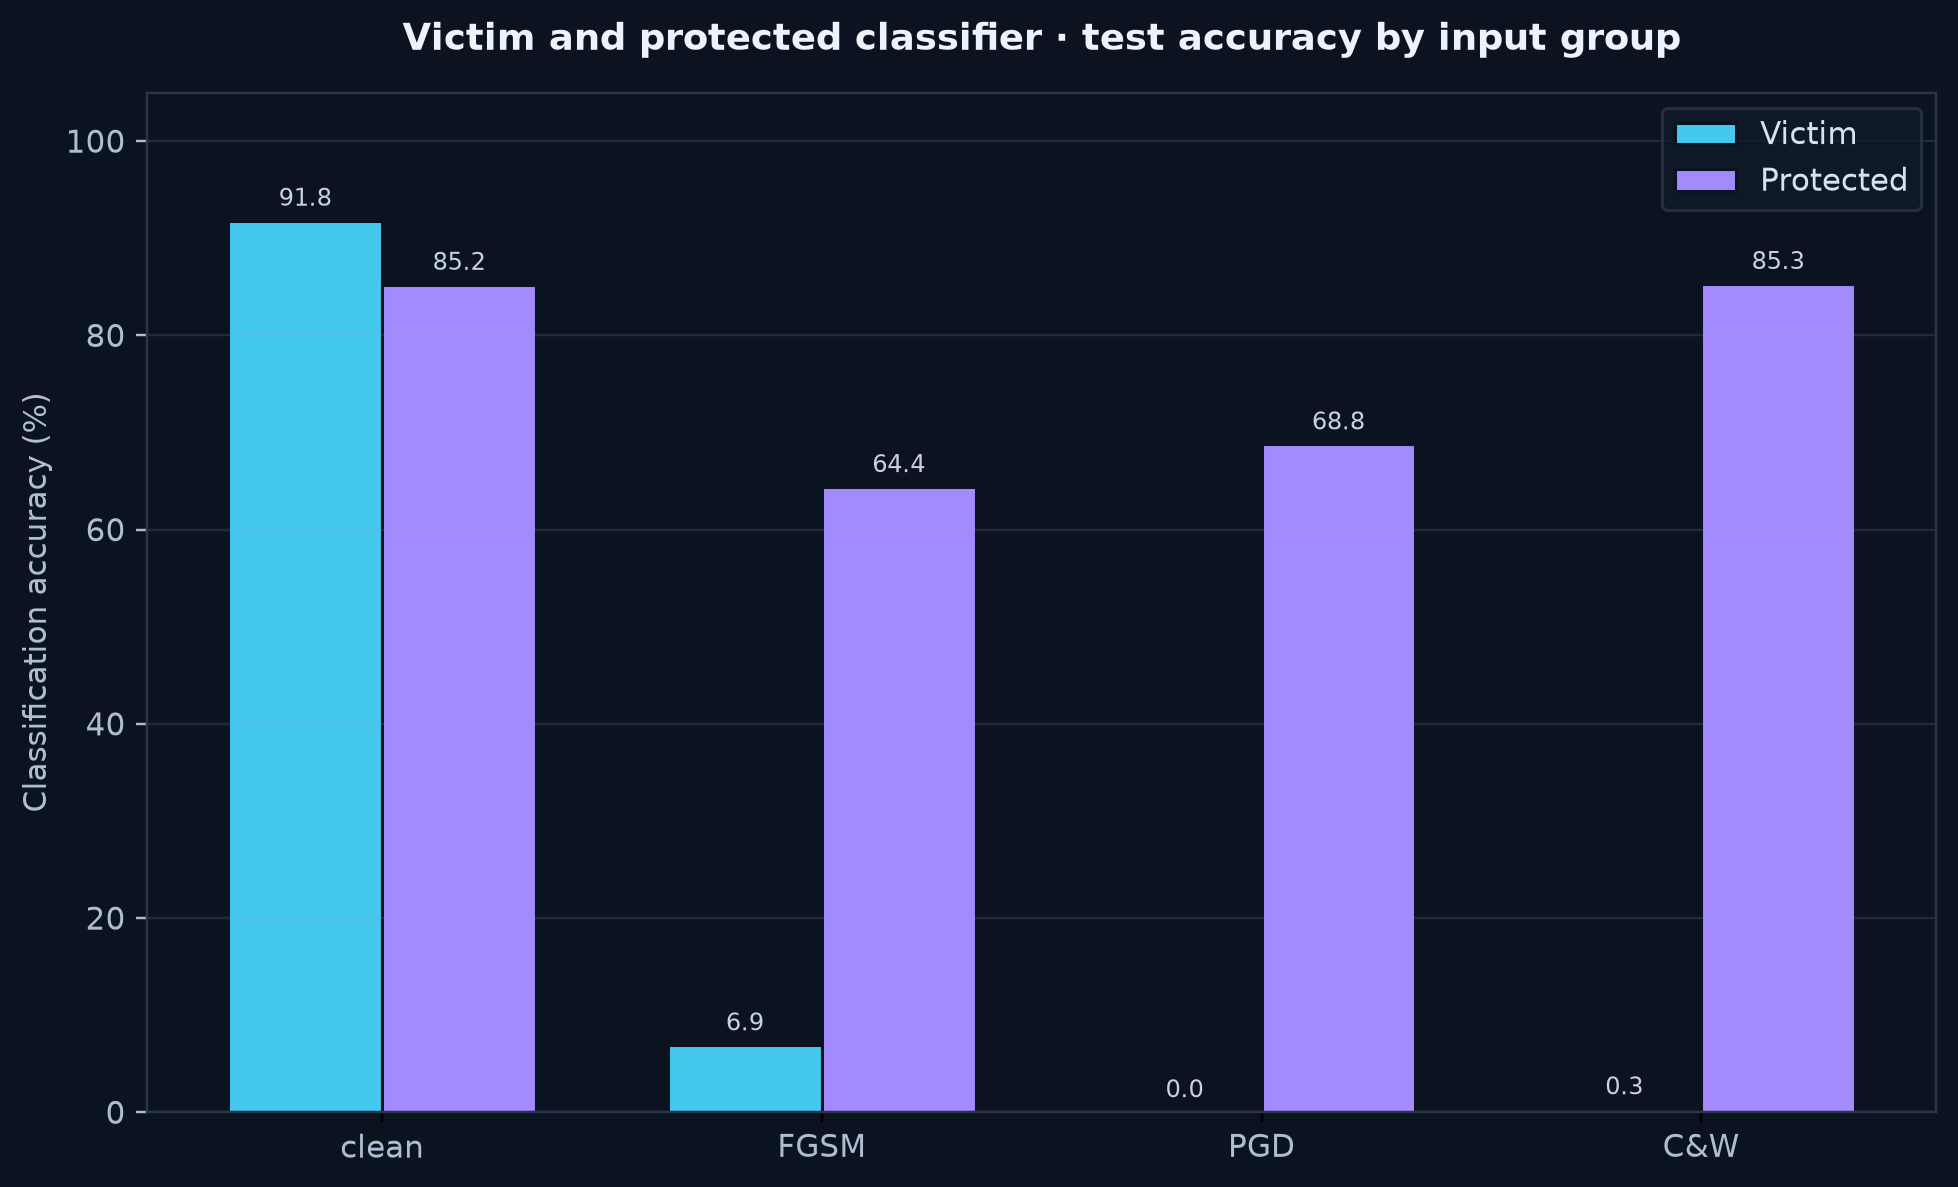 Victim and protected classifier · test accuracy by input group
Classification accuracy (%)
100
80
60
40
20
0
Victim
Protected
91.8
85.2
6.9
64.4
0.0
68.8
0.3
85.3
clean
FGSM
PGD
C&W